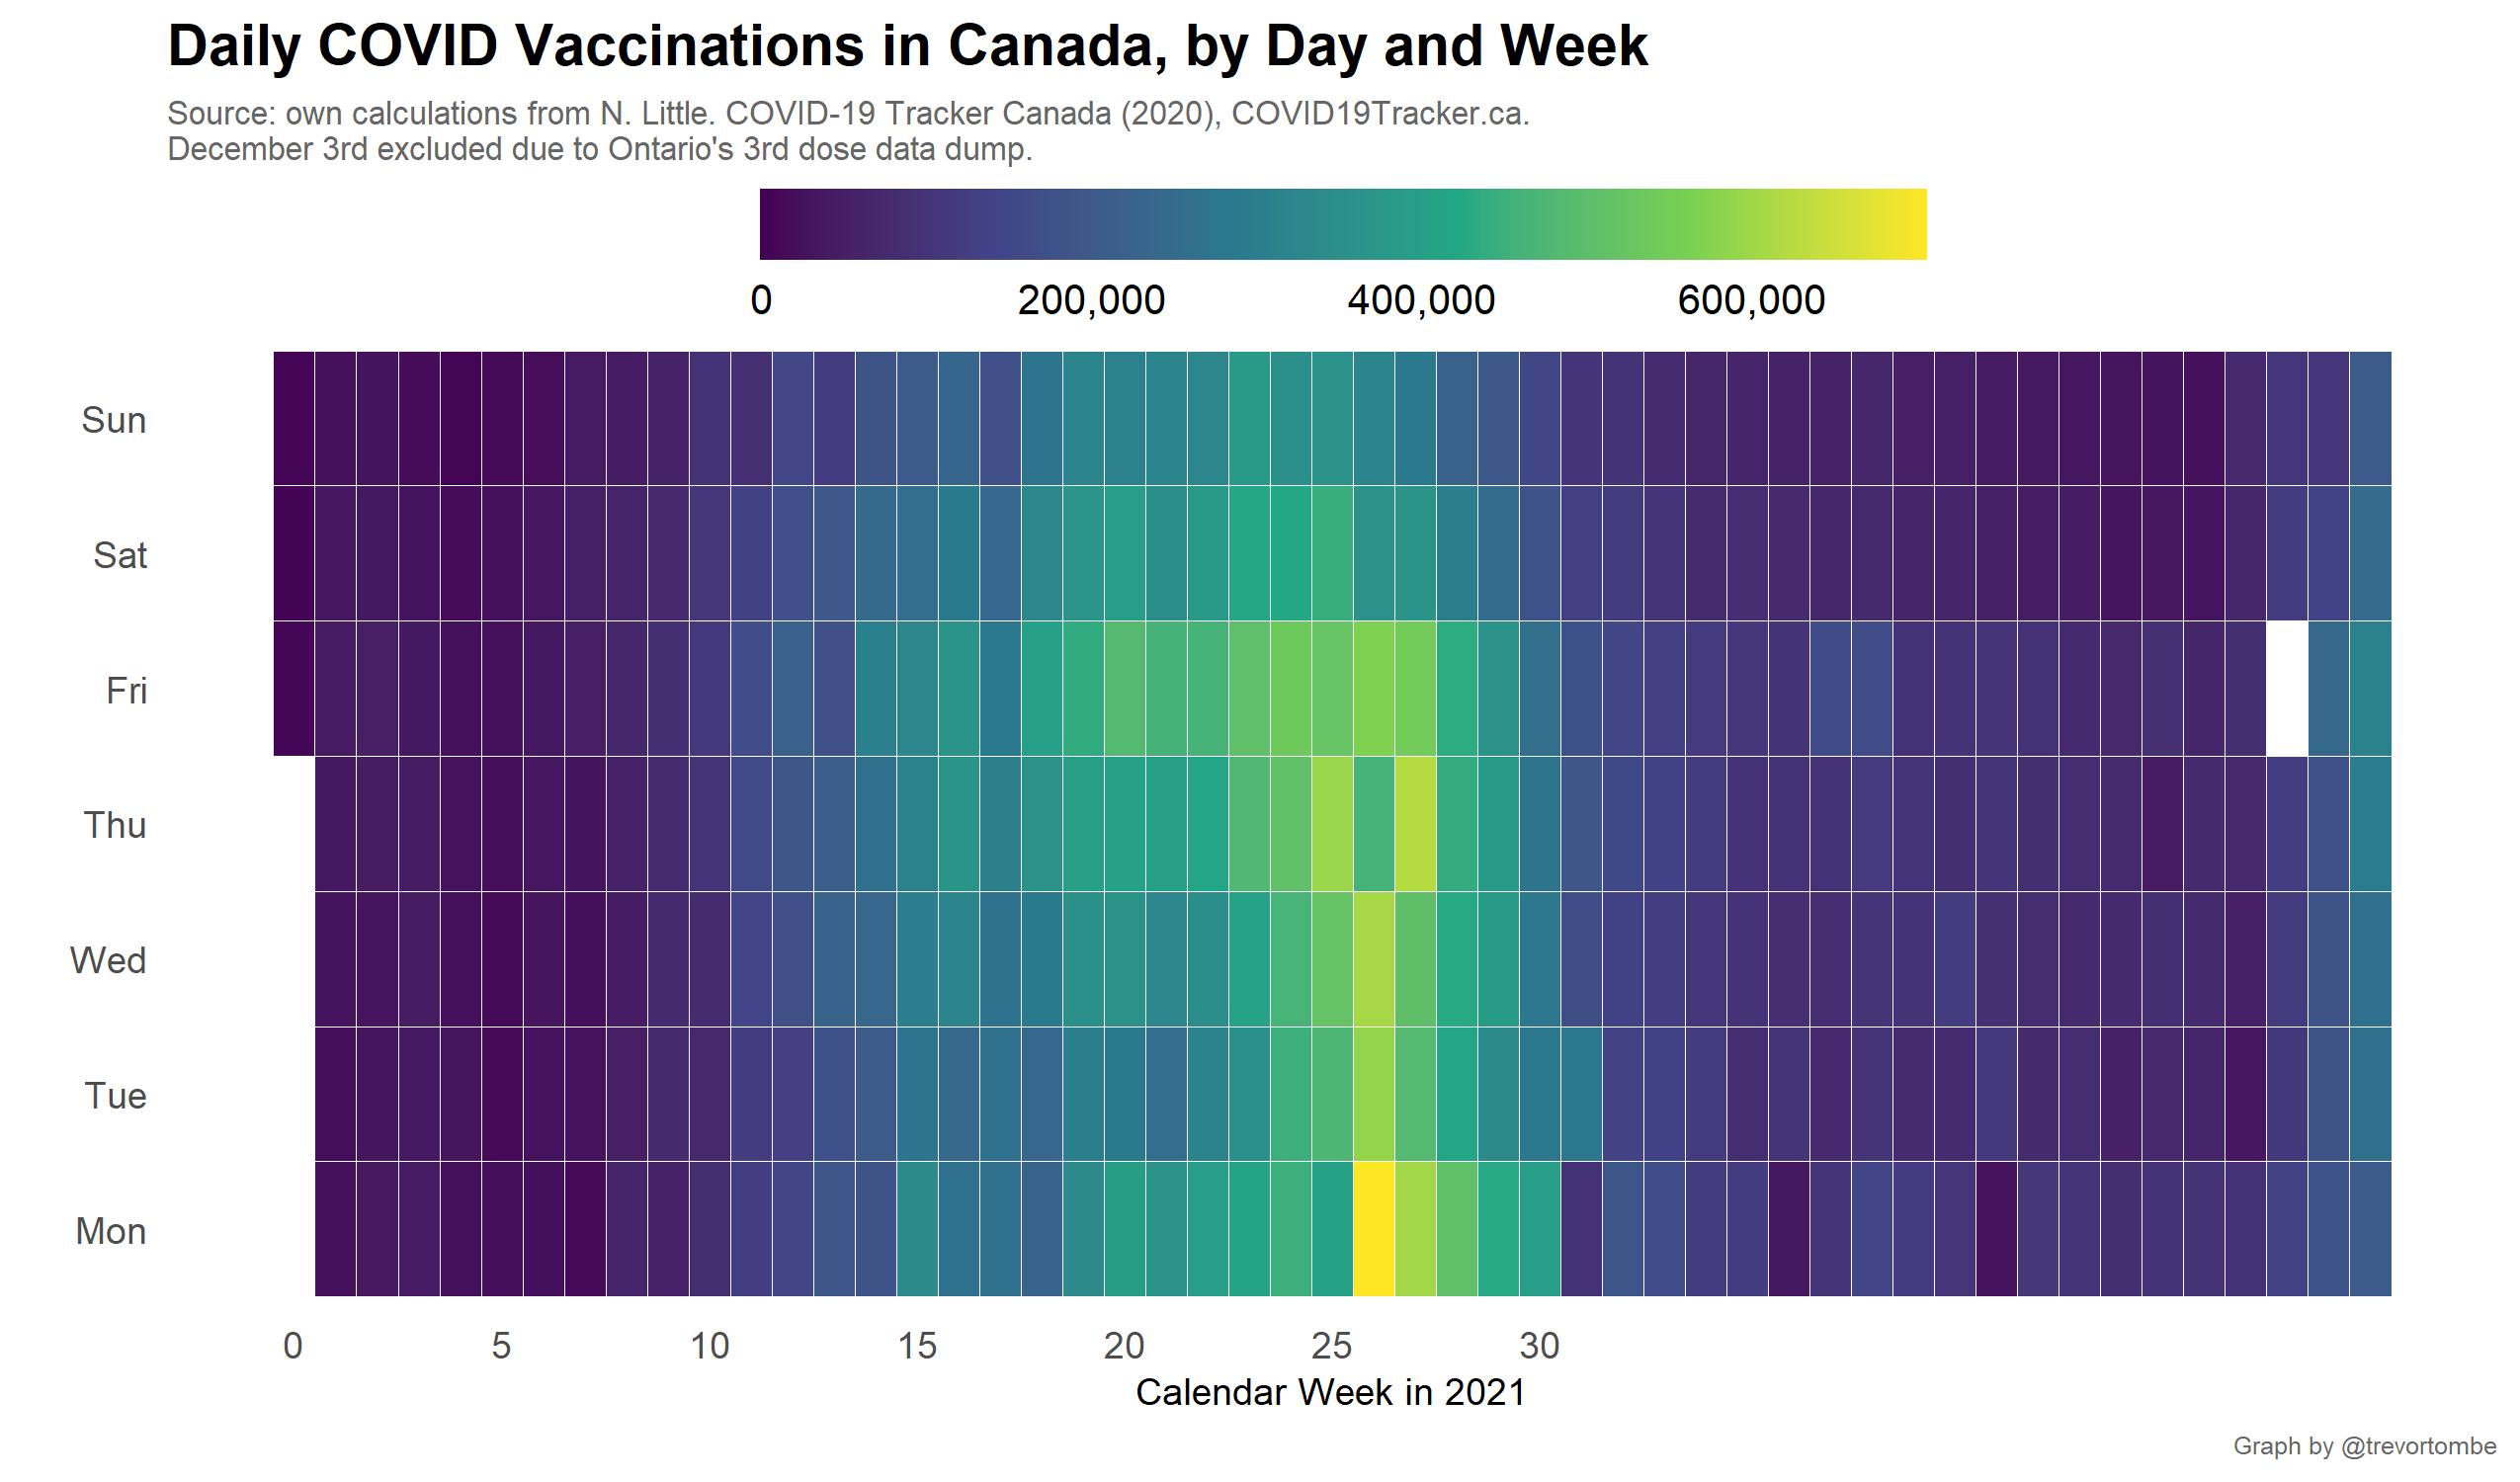 Daily COVID Vaccinations in Canada, by Day and Week
Source: own calculations from N. Little. COVID-19 Tracker Canada (2020), COVID19Tracker.ca.
December 3rd excluded due to Ontario's 3rd dose data dump.
0 200,000 400,000 600,000
Sun
Sat
Fri
Thu
Wed
Tue
Mon
0 5 10 15 20 25 30
Calendar Week in 2021
Graph by @trevortombe